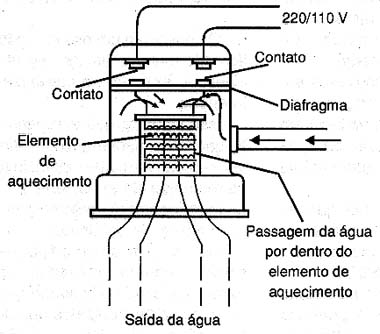 220/110 V
Contato
Contato
Diafragma
Elemento
de
aquecimento
Passagem da água
por dentro do
elemento de
aquecimento
Saída da água